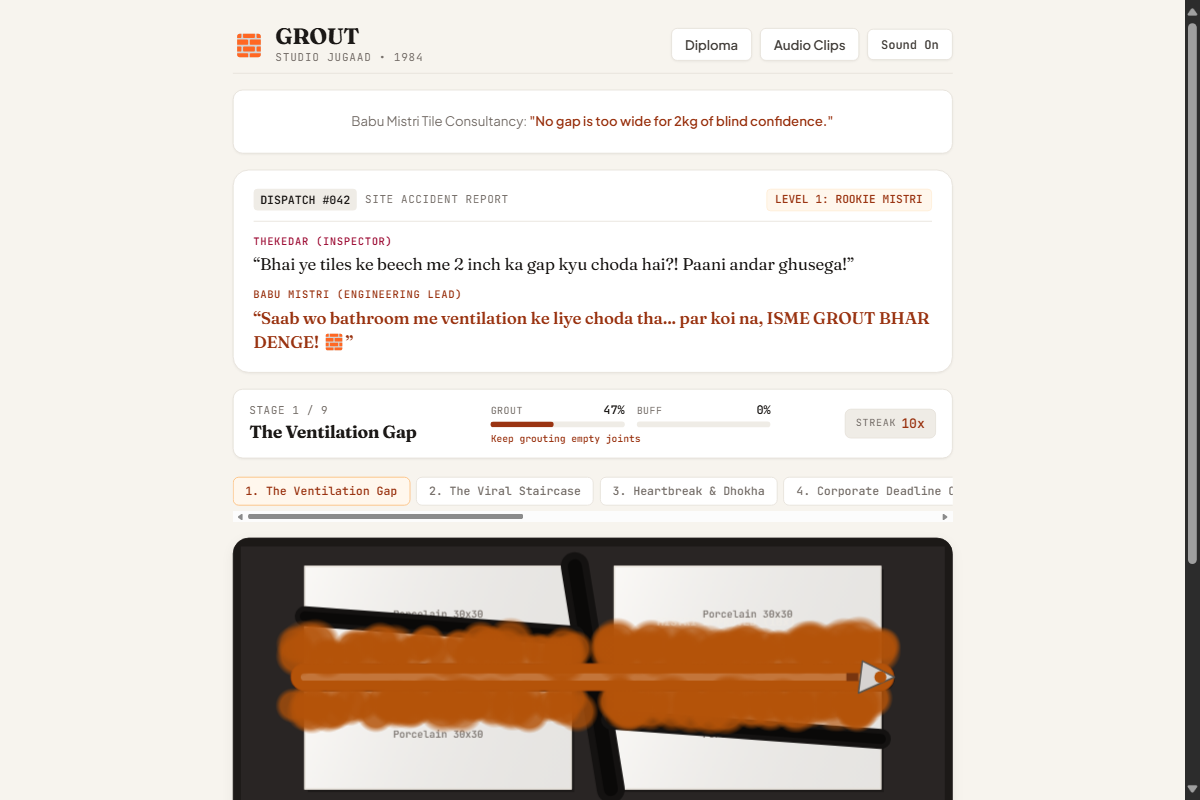 GROUT
STUDIO JUGAAD • 1984
Diploma
Audio Clips
Sound On
Babu Mistri Tile Consultancy: "No gap is too wide for 2kg of blind confidence."
DISPATCH #042 SITE ACCIDENT REPORT
LEVEL 1: ROOKIE MISTRI
THEKEDAR (INSPECTOR)
“Bhai ye tiles ke beech me 2 inch ka gap kyu choda hai?! Paani andar ghusega!”
BABU MISTRI (ENGINEERING LEAD)
“Saab wo bathroom me ventilation ke liye choda tha... par koi na, ISME GROUT BHAR
DENGE! 🧱”
STAGE 1 / 9
The Ventilation Gap
GROUT 47%
Keep grouting empty joints
BUFF 0%
STREAK 10x
1. The Ventilation Gap
2. The Viral Staircase
3. Heartbreak & Dhokha
4. Corporate Deadline
Porcelain 30x30
Porcelain 30x30
Porcelain 30x30